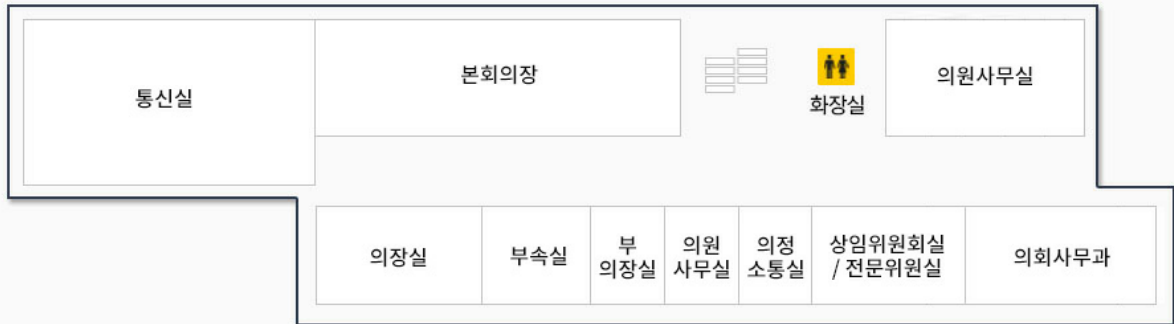 통신실
본회의장
화장실
의원사무실
의장실
부속실
부
의장실
의원
사무실
의정
소통실
상임위원회실
/ 전문위원실
의회사무과